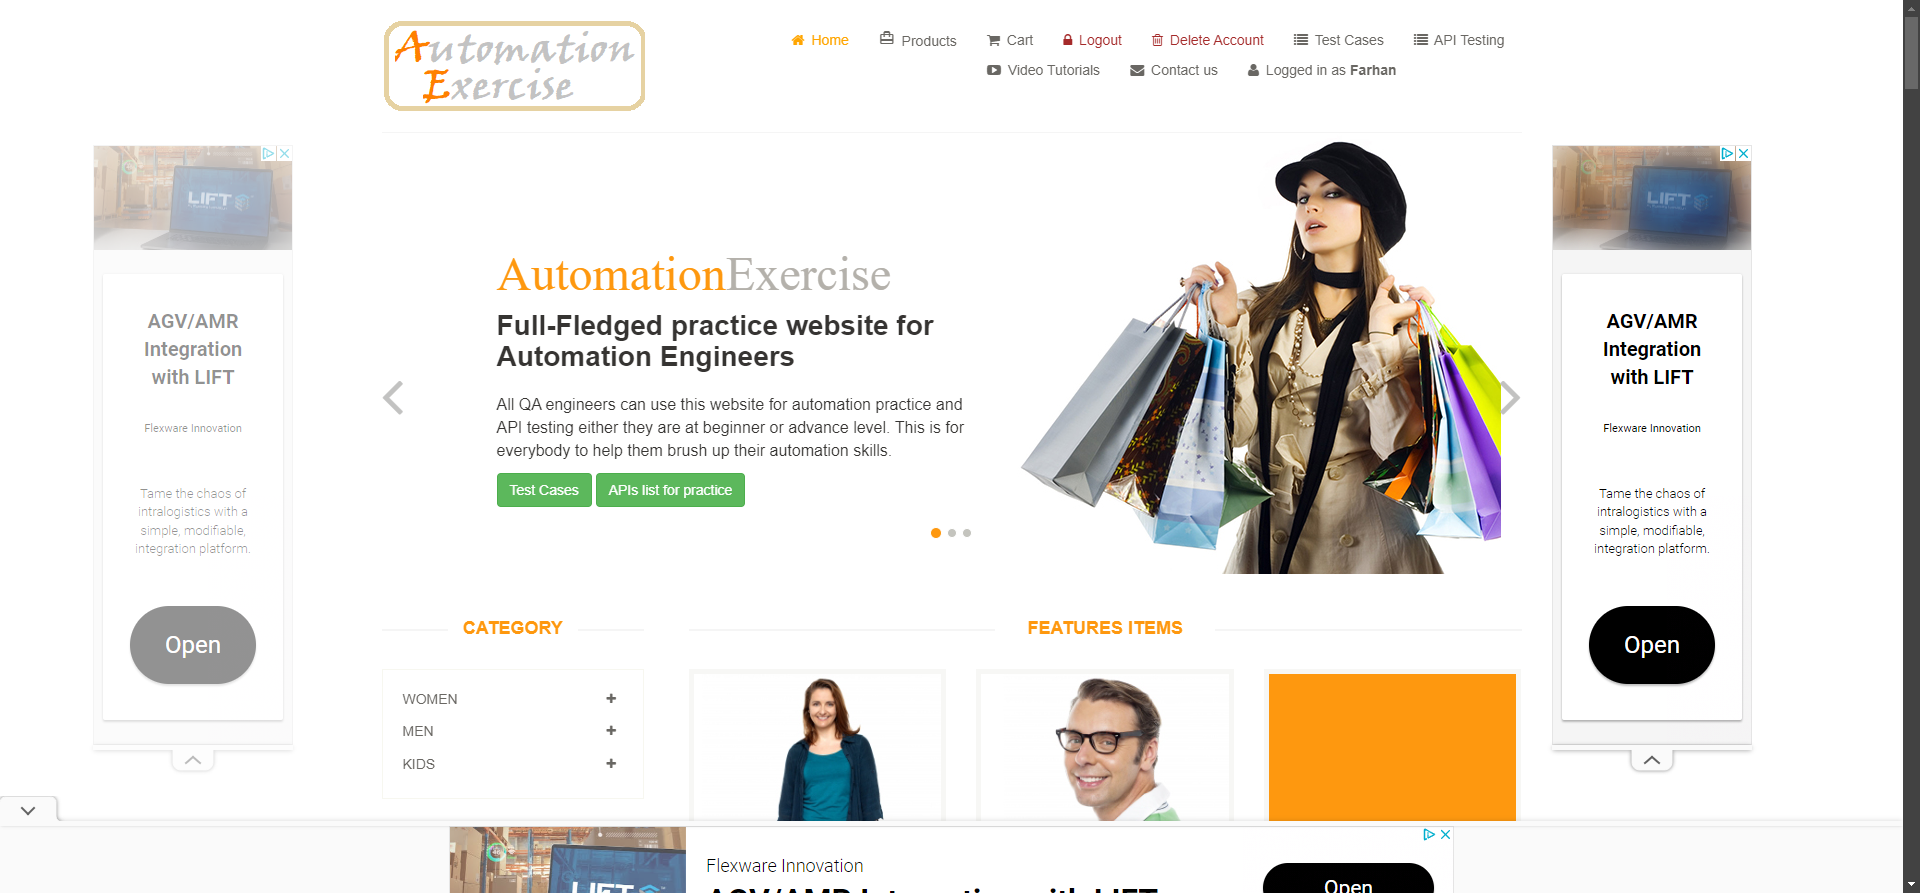 Automation
Exercise
Home
Products
Cart
Logout
Delete Account
Test Cases
API Testing
Video Tutorials
Contact us
Logged in as Farhan
LIFT
AGV/AMR
Integration
with LIFT
Flexware Innovation
Tame the chaos of
intralogistics with a
simple, modifiable,
integration platform.
Open
AutomationExercise
Full-Fledged practice website for
Automation Engineers
All QA engineers can use this website for automation practice and
API testing either they are at beginner or advance level. This is for
everybody to help them brush up their automation skills.
Test Cases
APIs list for practice
LIFT
AGV/AMR
Integration
with LIFT
Flexware Innovation
Tame the chaos of
intralogistics with a
simple, modifiable,
integration platform.
Open
CATEGORY
WOMEN
MEN
KIDS
FEATURES ITEMS
LIFT
Flexware Innovation
AGV/AMR Integration with LIFT
Open